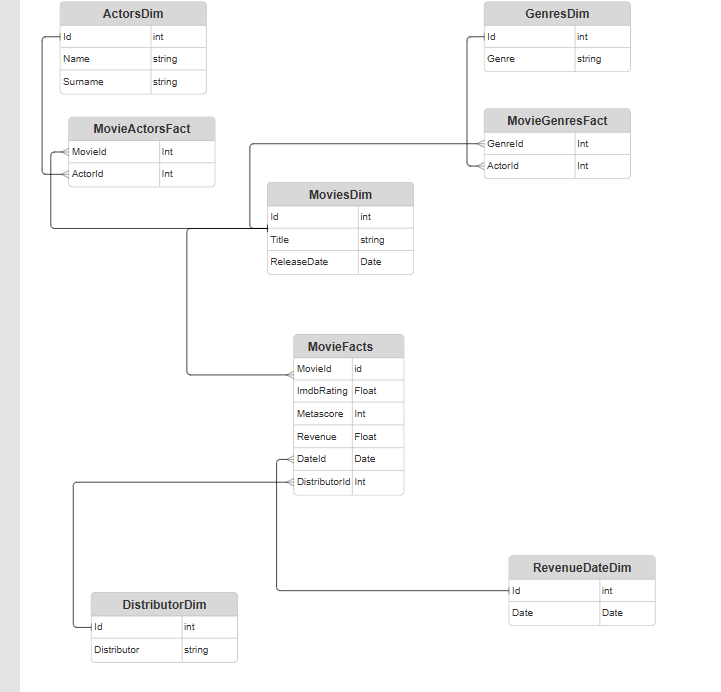 ActorsDim
Id int
Name string
Surname string
GenresDim
Id int
Genre string
MovieActorsFact
MovieId Int
ActorId Int
MovieGenresFact
GenreId Int
ActorId Int
MoviesDim
Id int
Title string
ReleaseDate Date
MovieFacts
MovieId id
ImdbRating Float
Metascore Int
Revenue Float
DateId Date
DistributorId Int
RevenueDateDim
Id int
Date Date
DistributorDim
Id int
Distributor string